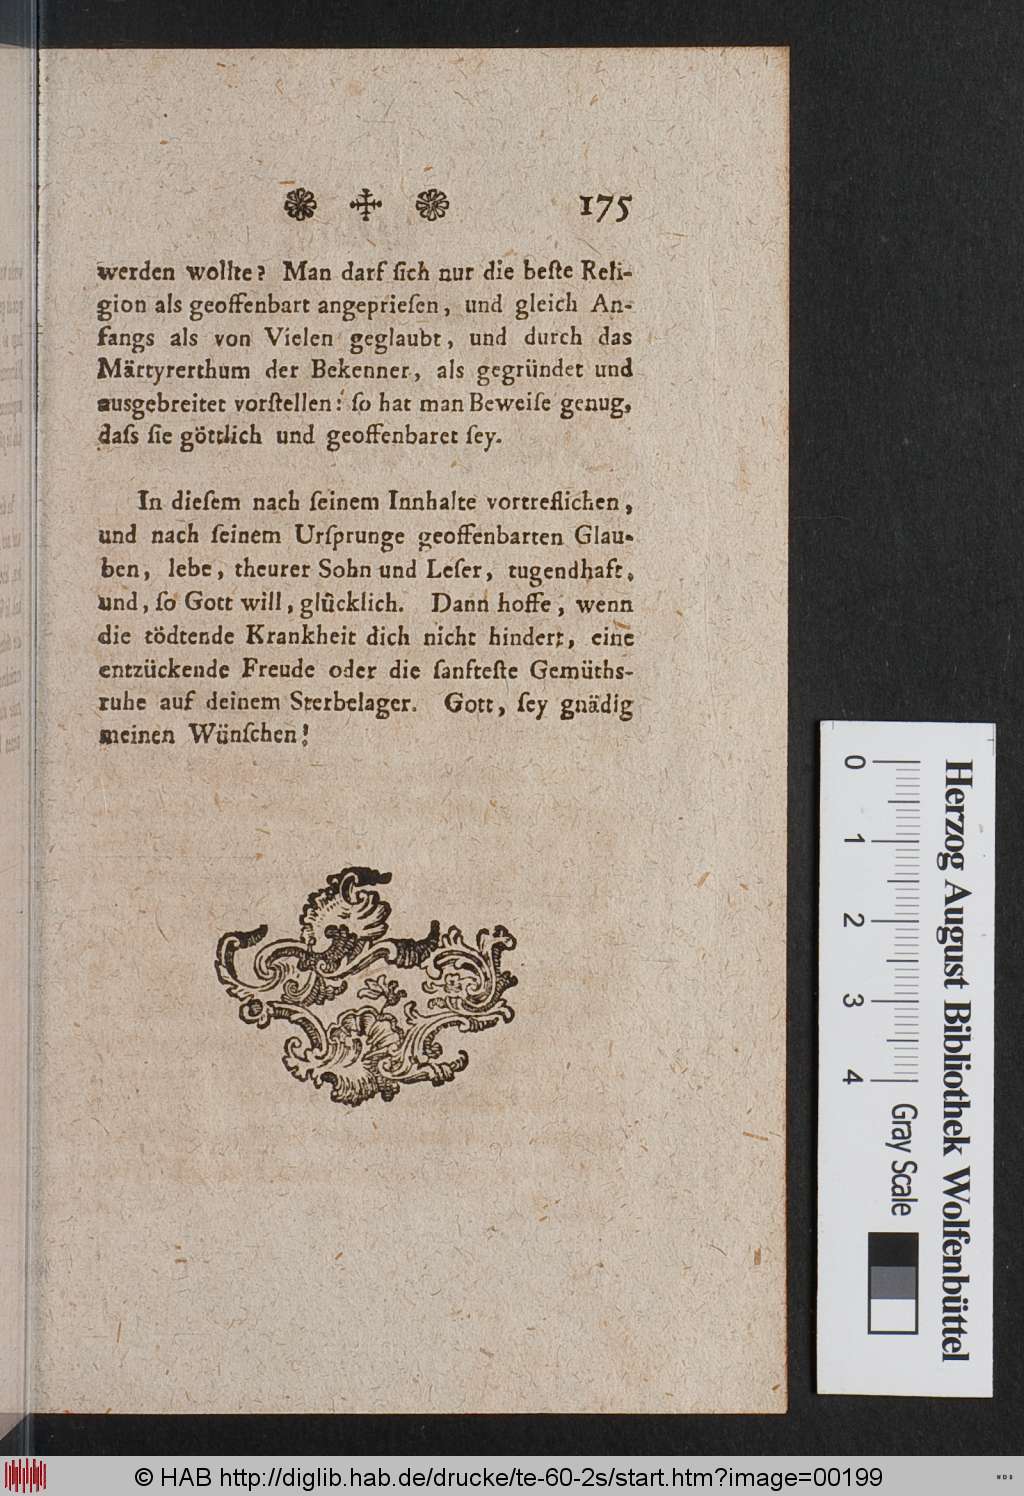 175
werden wollte? Man darf ſich nur die beſte Reli-
gion als geoffenbart angeprieſen, und gleich An-
fangs als von Vielen geglaubt, und durch das
Märtyrerthum der Bekenner, als gegründet und
ausgebreitet vorſtellen: ſo hat man Beweiſe genug,
daſs ſie göttlich und geoffenbaret ſey.
In dieſem nach ſeinem Innhalte vortreflichen,
und nach ſeinem Urſprunge geoffenbarten Glau-
ben, lebe, theurer Sohn und Leſer, tugendhaft,
und, ſo Gott will, glücklich. Dann hoffe, wenn
die tödtende Krankheit dich nicht hindert, eine
entzückende Freude oder die ſanfteſte Gemüths-
ruhe auf deinem Sterbelager. Gott, ſey gnädig
meinen Wünſchen!
Herzog August Bibliothek Wolfenbüttel
0 1 2 3 4 Gray Scale
© HAB http://diglib.hab.de/drucke/te-60-2s/start.htm?image=00199